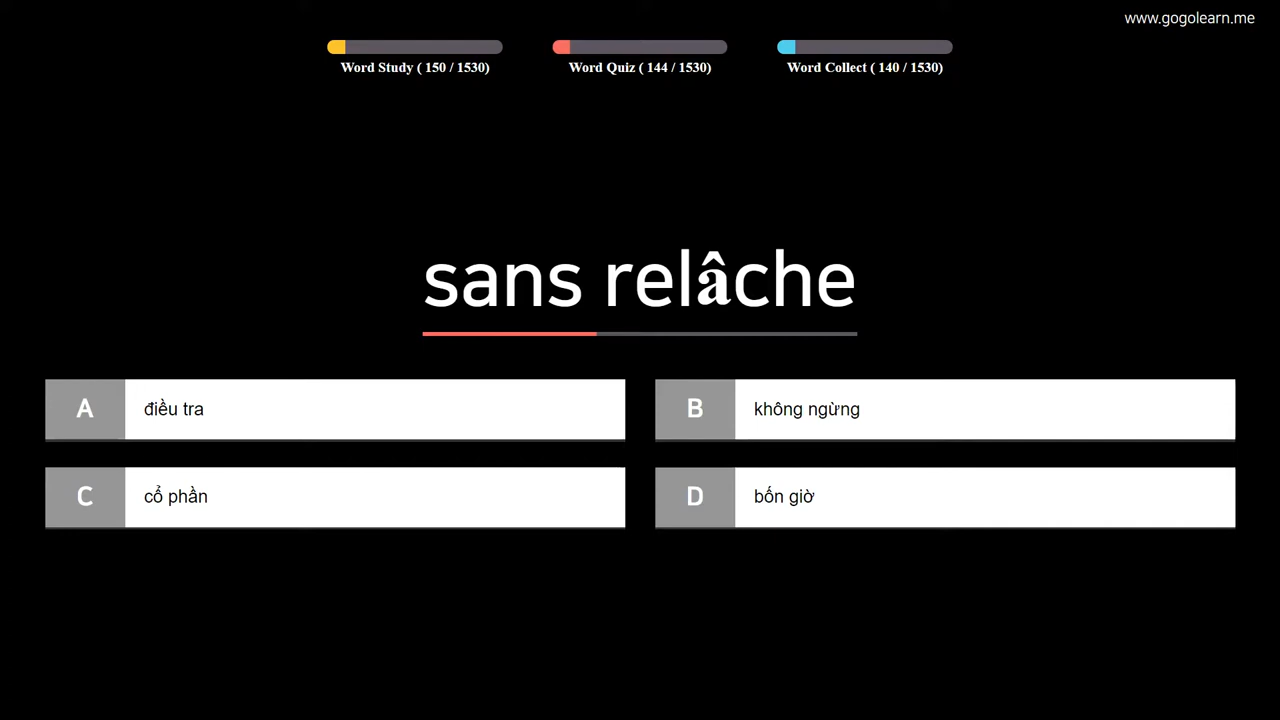 www.gogolearn.me
Word Study ( 150 / 1530) Word Quiz ( 144 / 1530) Word Collect ( 140 / 1530)
sans relâche
A điều tra
B không ngừng
C cổ phần
D bốn giờ